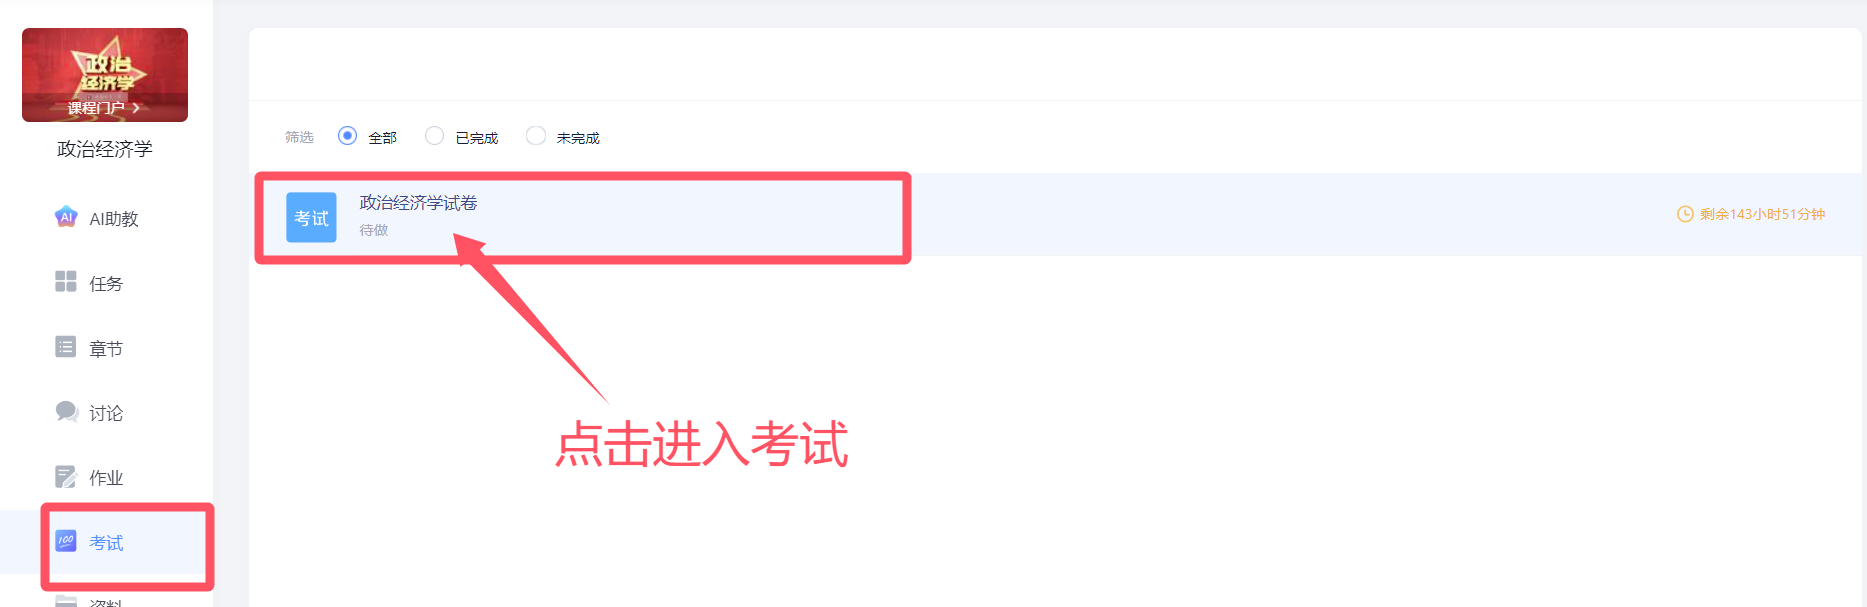 政治
经济学
课程门户
政治经济学
AI助教
任务
章节
讨论
作业
100
考试
资料
筛选 全部 已完成 未完成
考试
政治经济学试卷
待做
剩余143小时51分钟
点击进入考试